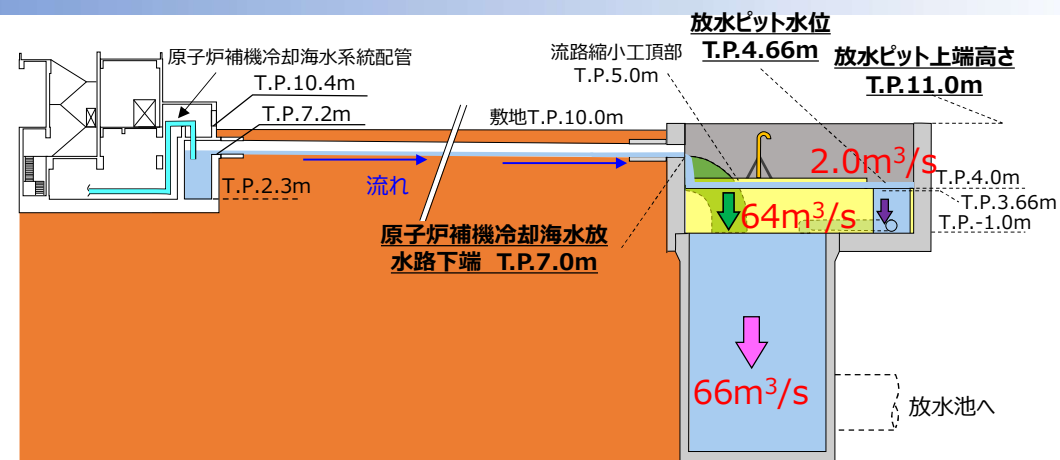 放水ピット水位
T.P.4.66m
原子炉補機冷却海水系統配管
流路縮小工頂部
T.P.5.0m
放水ピット上端高さ
T.P.11.0m
T.P.10.4m
T.P.7.2m
敷地T.P.10.0m
2.0m³/s
T.P.4.0m
T.P.2.3m
流れ
T.P.3.66m
64m³/s
T.P.-1.0m
原子炉補機冷却海水放
水路下端 T.P.7.0m
66m³/s
放水池へ